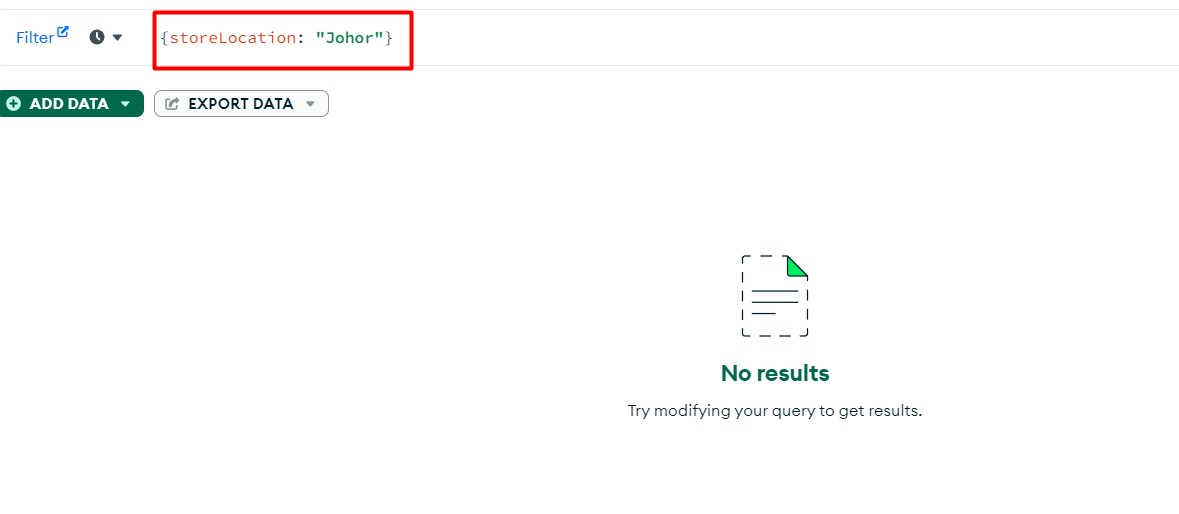 Filter {storeLocation: "Johor"}
ADD DATA EXPORT DATA
No results
Try modifying your query to get results.